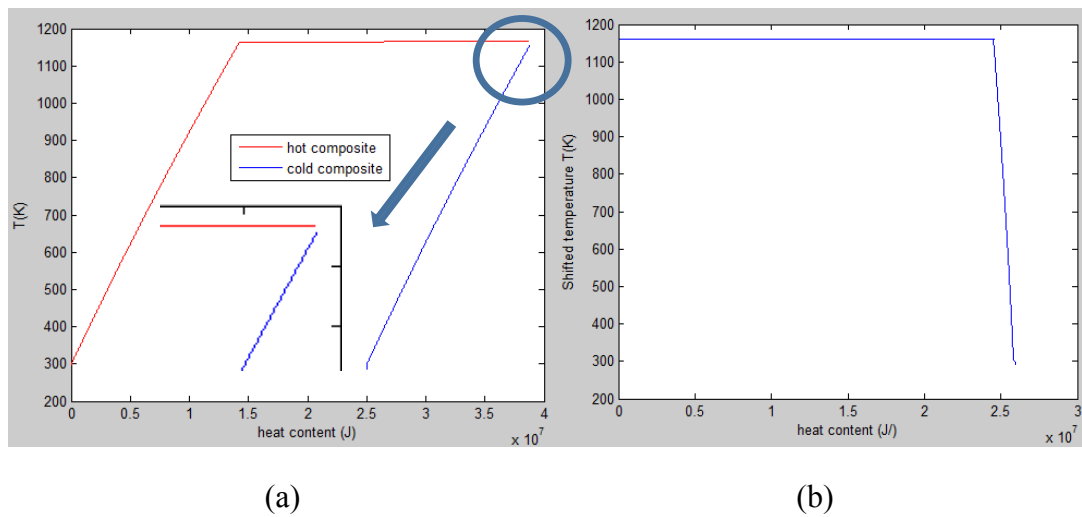 1200
1100
1000
900
800
700
600
500
400
300
200
T(K)
hot composite
cold composite
0 0.5 1 1.5 2 2.5 3 3.5 4
heat content (J)
x 10^7
1200
1100
1000
900
800
700
600
500
400
300
200
Shifted temperature T(K)
0 0.5 1 1.5 2 2.5 3
heat content (J/)
x 10^7
(a)
(b)